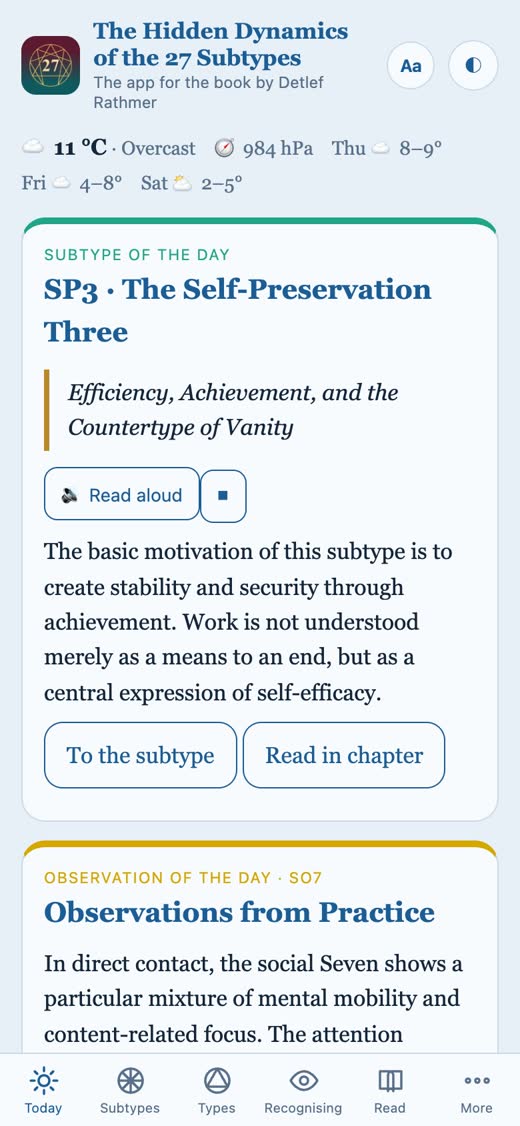 27
The Hidden Dynamics
of the 27 Subtypes
The app for the book by Detlef
Rathmer
Aa
11 °C · Overcast 984 hPa Thu 8–9°
Fri 4–8° Sat 2–5°
SUBTYPE OF THE DAY
SP3 · The Self-Preservation
Three
Efficiency, Achievement, and the
Countertype of Vanity
Read aloud
The basic motivation of this subtype is to
create stability and security through
achievement. Work is not understood
merely as a means to an end, but as a
central expression of self-efficacy.
To the subtype Read in chapter
OBSERVATION OF THE DAY · SO7
Observations from Practice
In direct contact, the social Seven shows a
particular mixture of mental mobility and
content-related focus. The attention
Today Subtypes Types Recognising Read More